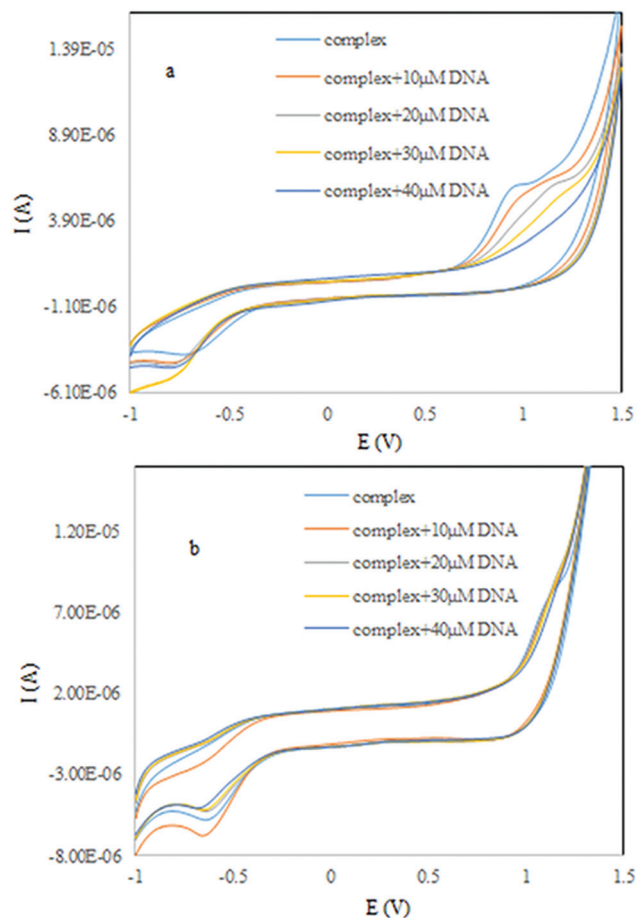 1.39E-05
8.90E-06
3.90E-06
-1.10E-06
-6.10E-06
I (A)
a
complex
complex+10μM DNA
complex+20μM DNA
complex+30μM DNA
complex+40μM DNA
-1 -0.5 0 0.5 1 1.5
E (V)
1.20E-05
7.00E-06
2.00E-06
-3.00E-06
-8.00E-06
I (A)
b
complex
complex+10μM DNA
complex+20μM DNA
complex+30μM DNA
complex+40μM DNA
-1 -0.5 0 0.5 1 1.5
E (V)